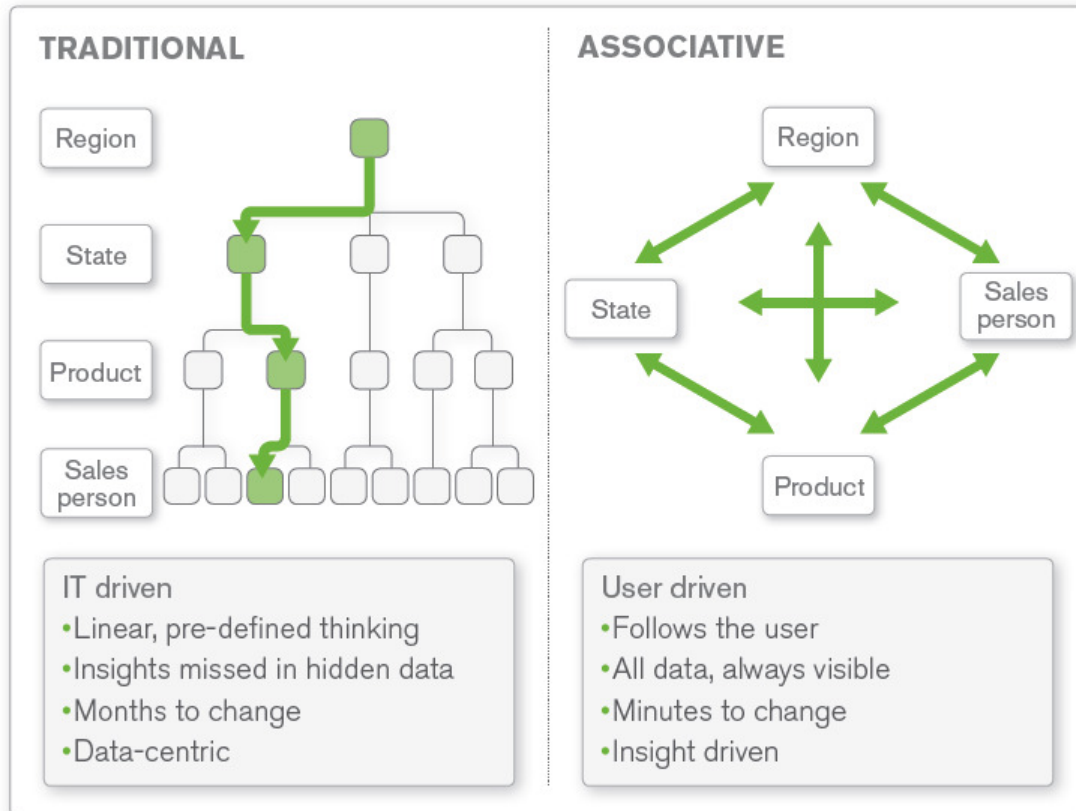 TRADITIONAL
Region
State
Product
Sales
person
IT driven
•Linear, pre-defined thinking
•Insights missed in hidden data
•Months to change
•Data-centric
ASSOCIATIVE
Region
State
Sales
person
Product
User driven
•Follows the user
•All data, always visible
•Minutes to change
•Insight driven